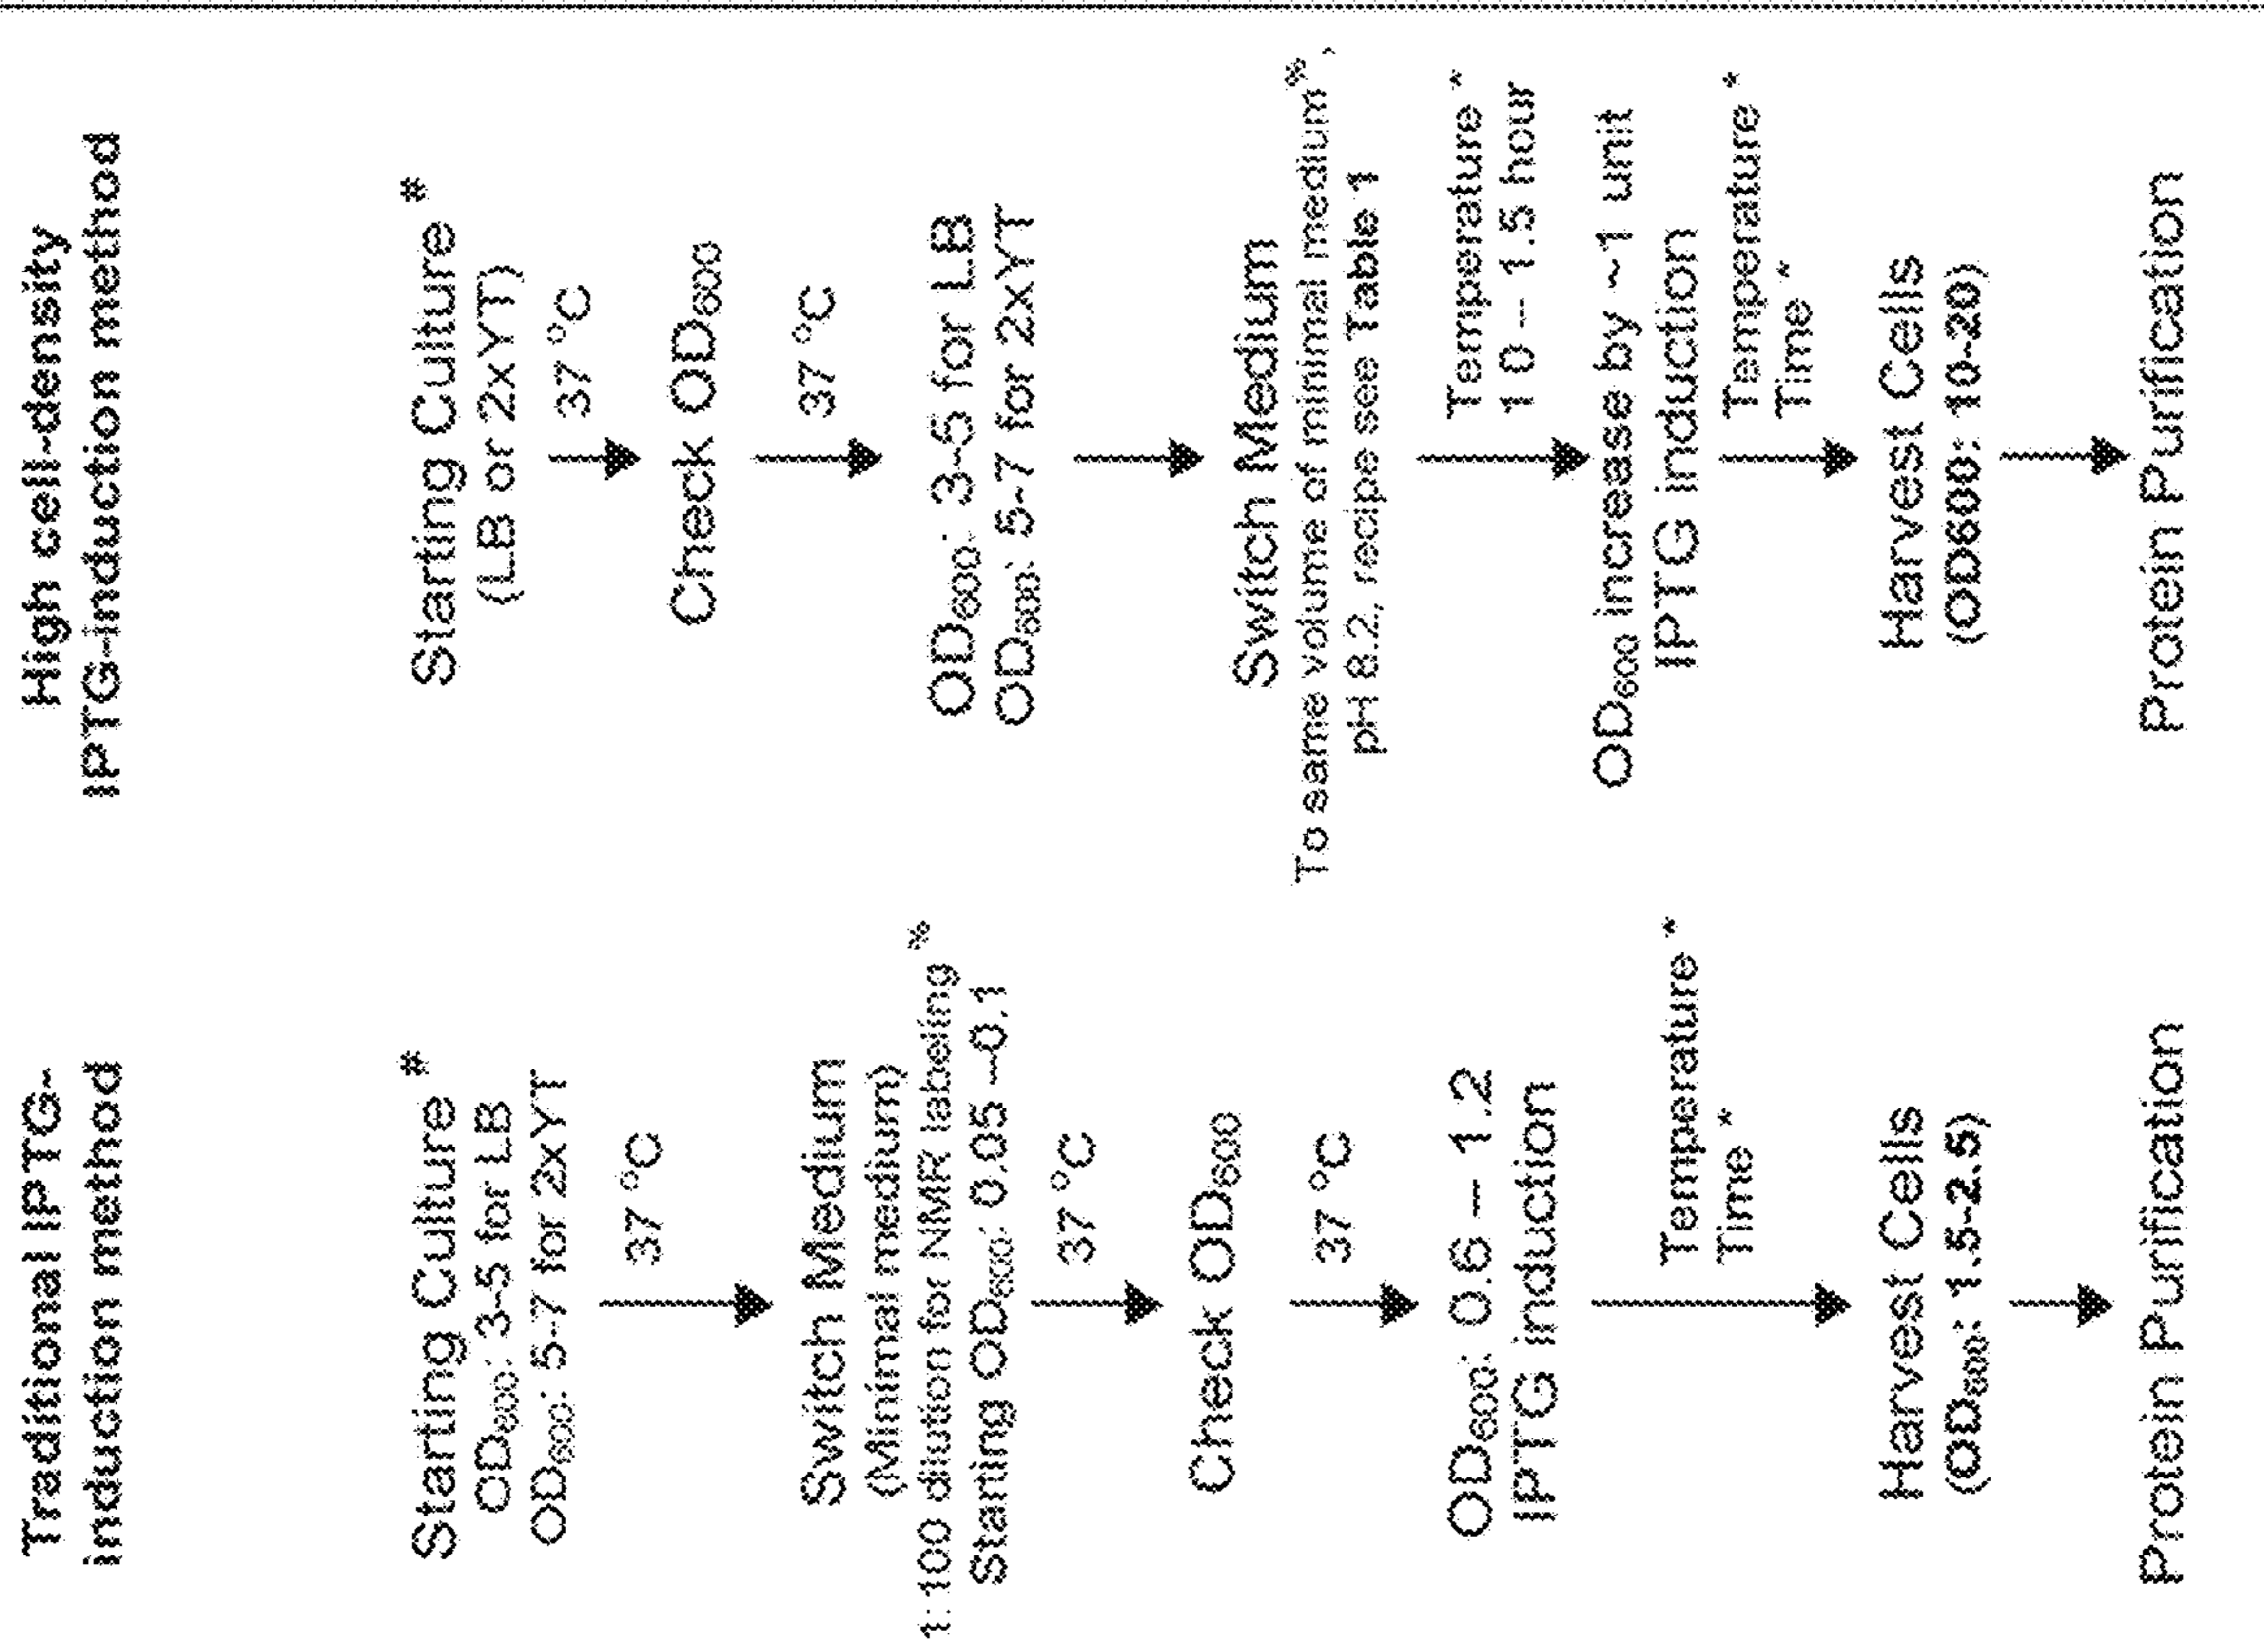 Traditional IPTG-
induction method
Starting Culture #
OD600: 3-5 for LB
OD600: 5-7 for 2xYT
37 °C
Switch Medium
(Minimal medium)
1:100 dilution for NMR labeling *
Starting OD600: 0.05 –0.1
37 °C
Check OD600
37 °C
OD600: 0.6 – 1.2
IPTG induction
Temperature *
Time *
Harvest Cells
(OD600: 1.5-2.5)
Protein Purification
High cell-density
IPTG-induction method
Starting Culture #
(LB or 2xYT)
37 °C
Check OD600
37 °C
OD600: 3-5 for LB
OD600: 5-7 for 2xYT
Switch Medium
To same volume of minimal medium*,
pH 8.2, recipe see Table 1
Temperature *
1 0 – 1.5 hour
OD600 increase by ~1 unit
IPTG induction
Temperature *
Time *
Harvest Cells
(OD600: 10-20)
Protein Purification